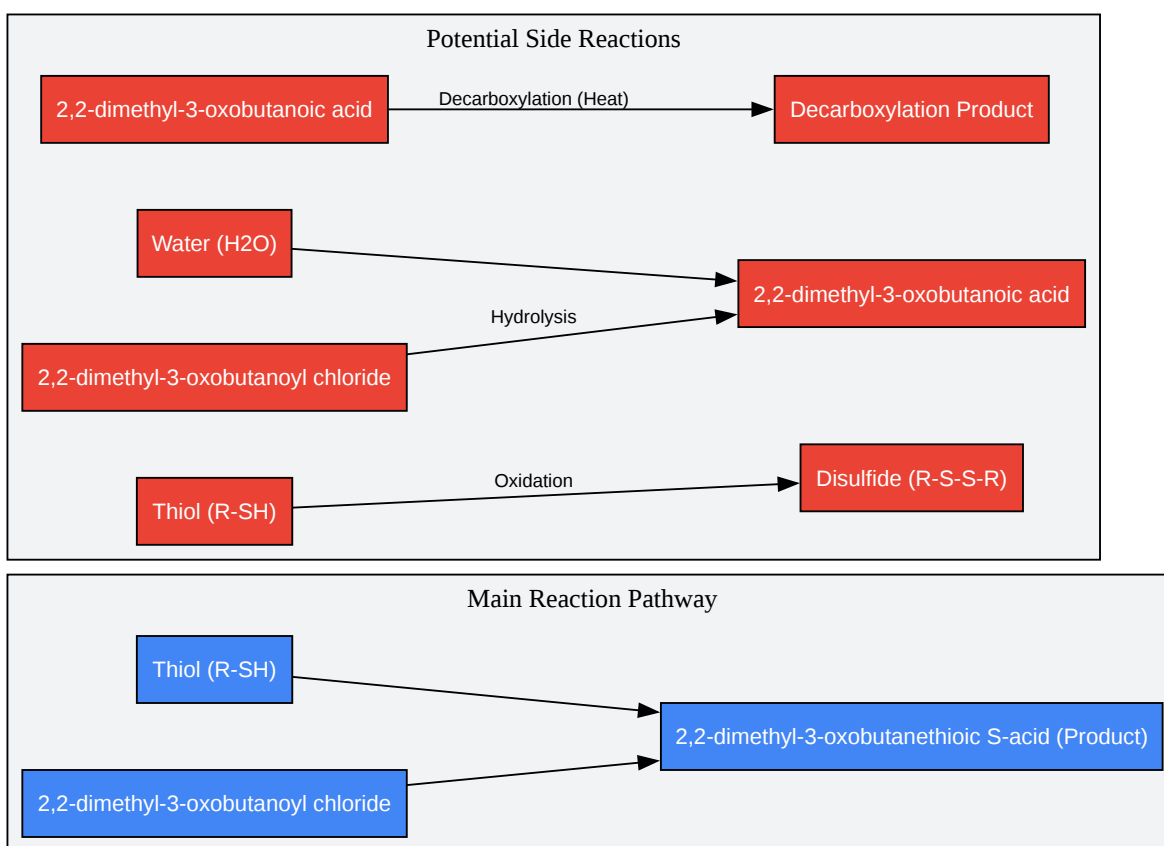 Potential Side Reactions
2,2-dimethyl-3-oxobutanoic acid
Decarboxylation (Heat)
Decarboxylation Product
Water (H2O)
2,2-dimethyl-3-oxobutanoic acid
Hydrolysis
2,2-dimethyl-3-oxobutanoyl chloride
Thiol (R-SH)
Oxidation
Disulfide (R-S-S-R)
Main Reaction Pathway
Thiol (R-SH)
2,2-dimethyl-3-oxobutanethioic S-acid (Product)
2,2-dimethyl-3-oxobutanoyl chloride